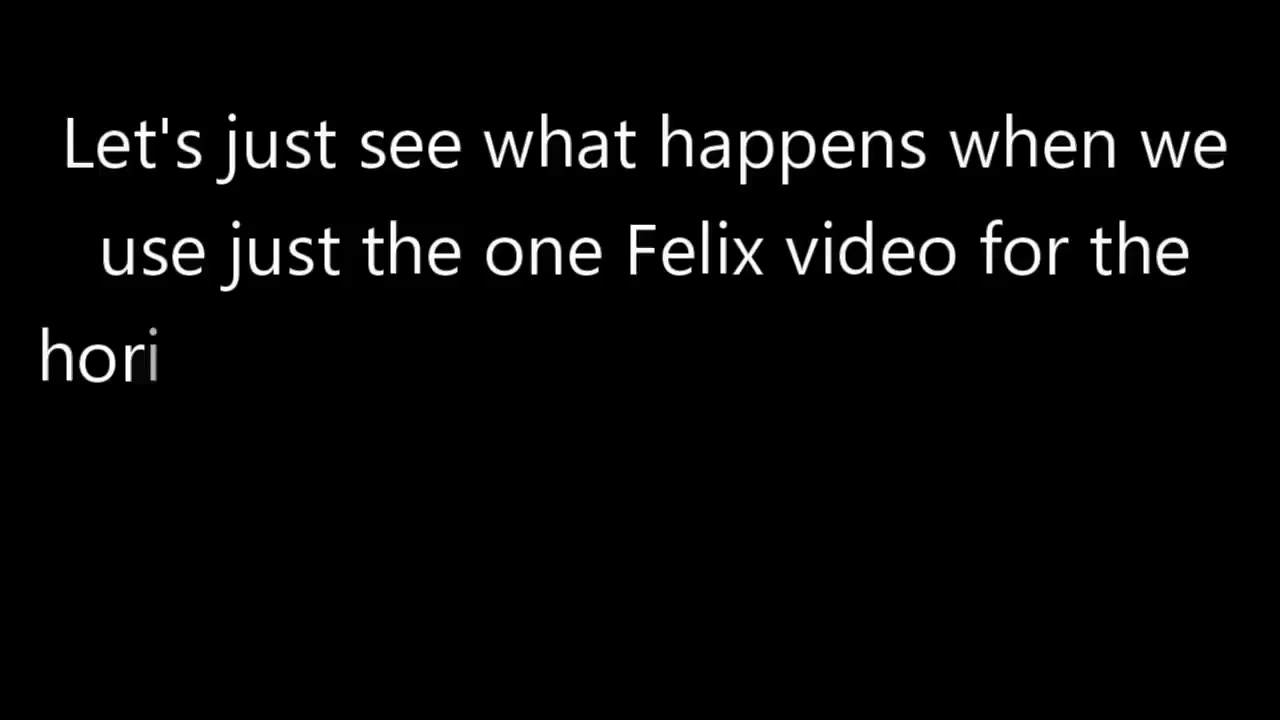 Let's just see what happens when we
use just the one Felix video for the
hori